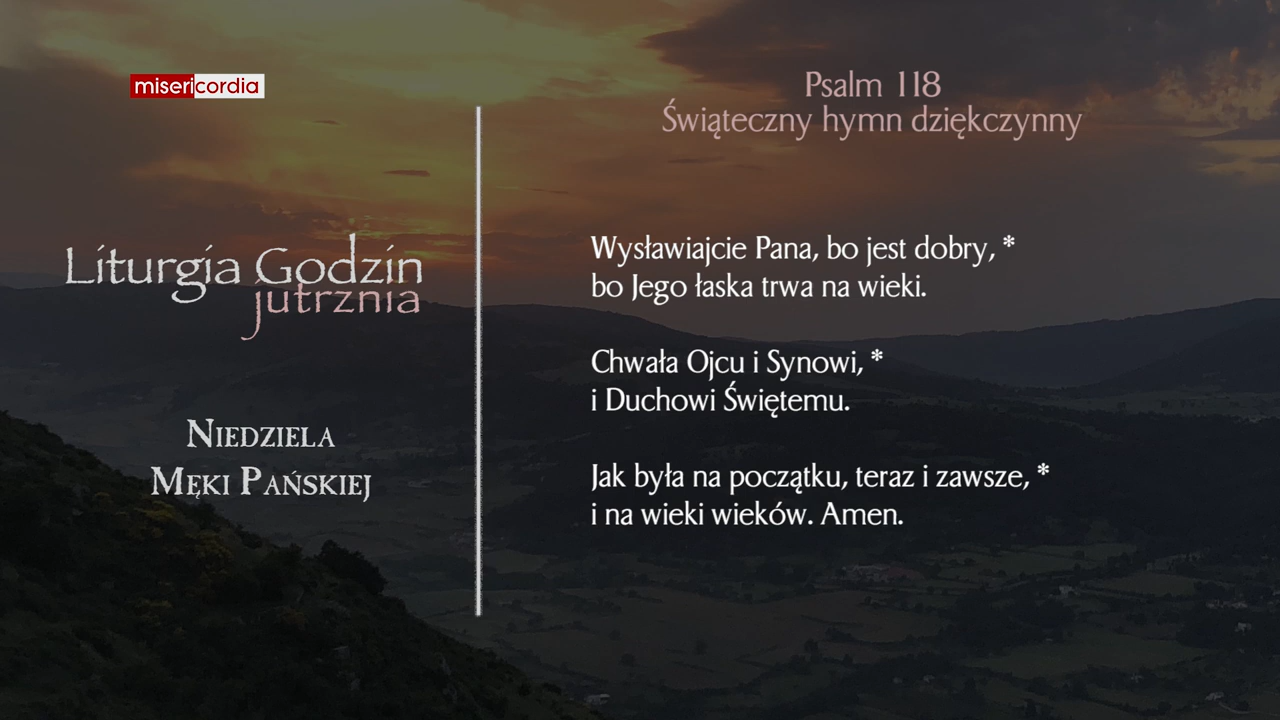 misericordia
Liturgia Godzin
jutrznia
Niedziela
Męki Pańskiej
Psalm 118
Świąteczny hymn dziękczynny
Wysławiajcie Pana, bo jest dobry, *
bo Jego łaska trwa na wieki.
Chwała Ojcu i Synowi, *
i Duchowi Świętemu.
Jak była na początku, teraz i zawsze, *
i na wieki wieków. Amen.